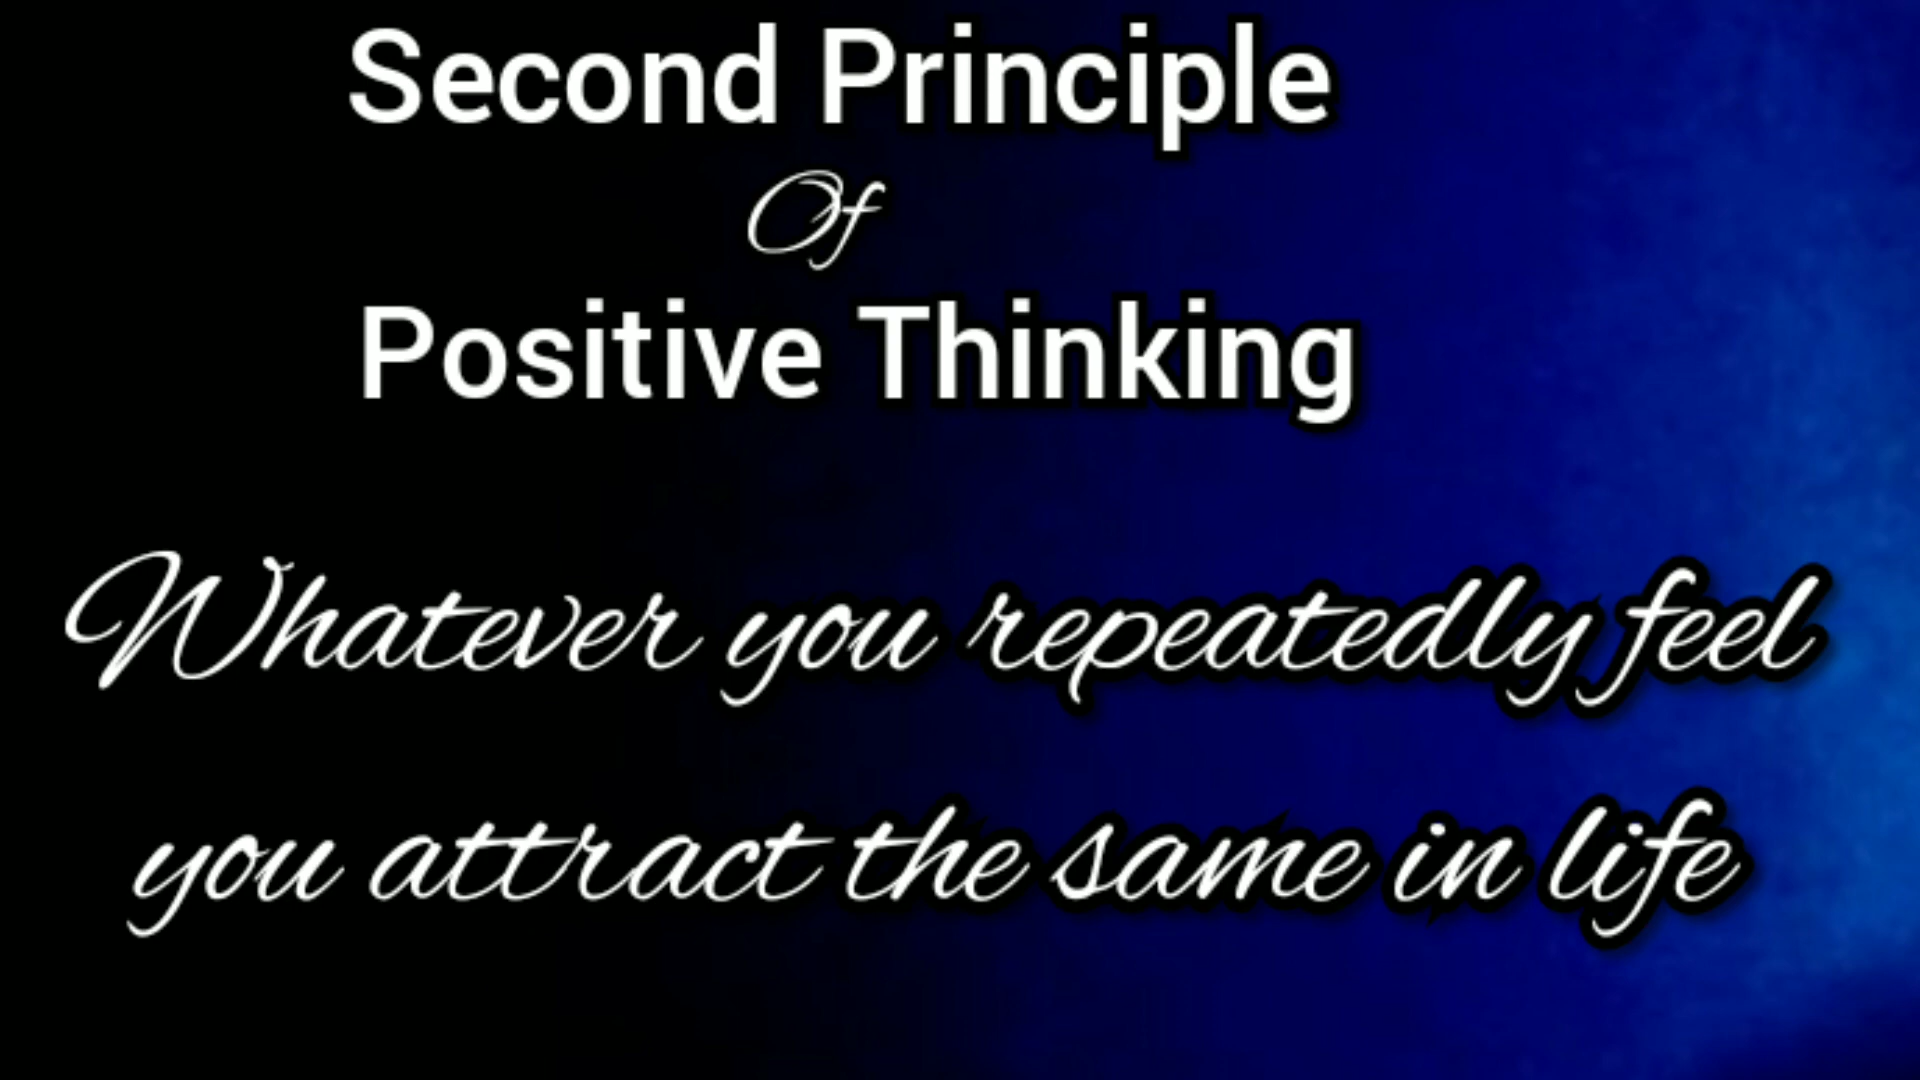 Second Principle
Of
Positive Thinking
Whatever you repeatedly feel
you attract the same in life